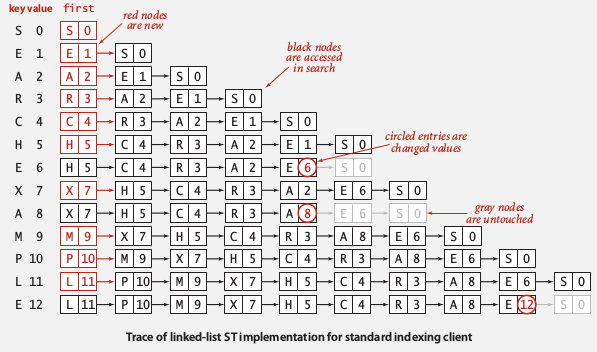 key value first
red nodes
are new
S 0 S 0
black nodes
are accessed
in search
E 1 E 1 S 0
A 2 A 2 E 1 S 0
R 3 R 3 A 2 E 1 S 0
C 4 C 4 R 3 A 2 E 1 S 0
circled entries are
changed values
H 5 H 5 C 4 R 3 A 2 E 1 S 0
E 6 H 5 C 4 R 3 A 2 E 6 S 0
X 7 X 7 H 5 C 4 R 3 A 2 E 6 S 0
gray nodes
are untouched
A 8 X 7 H 5 C 4 R 3 A 8 E 6 S 0
M 9 M 9 X 7 H 5 C 4 R 3 A 8 E 6 S 0
P 10 P 10 M 9 X 7 H 5 C 4 R 3 A 8 E 6 S 0
L 11 L 11 P 10 M 9 X 7 H 5 C 4 R 3 A 8 E 6 S 0
E 12 L 11 P 10 M 9 X 7 H 5 C 4 R 3 A 8 E 12 S 0
Trace of linked-list ST implementation for standard indexing client